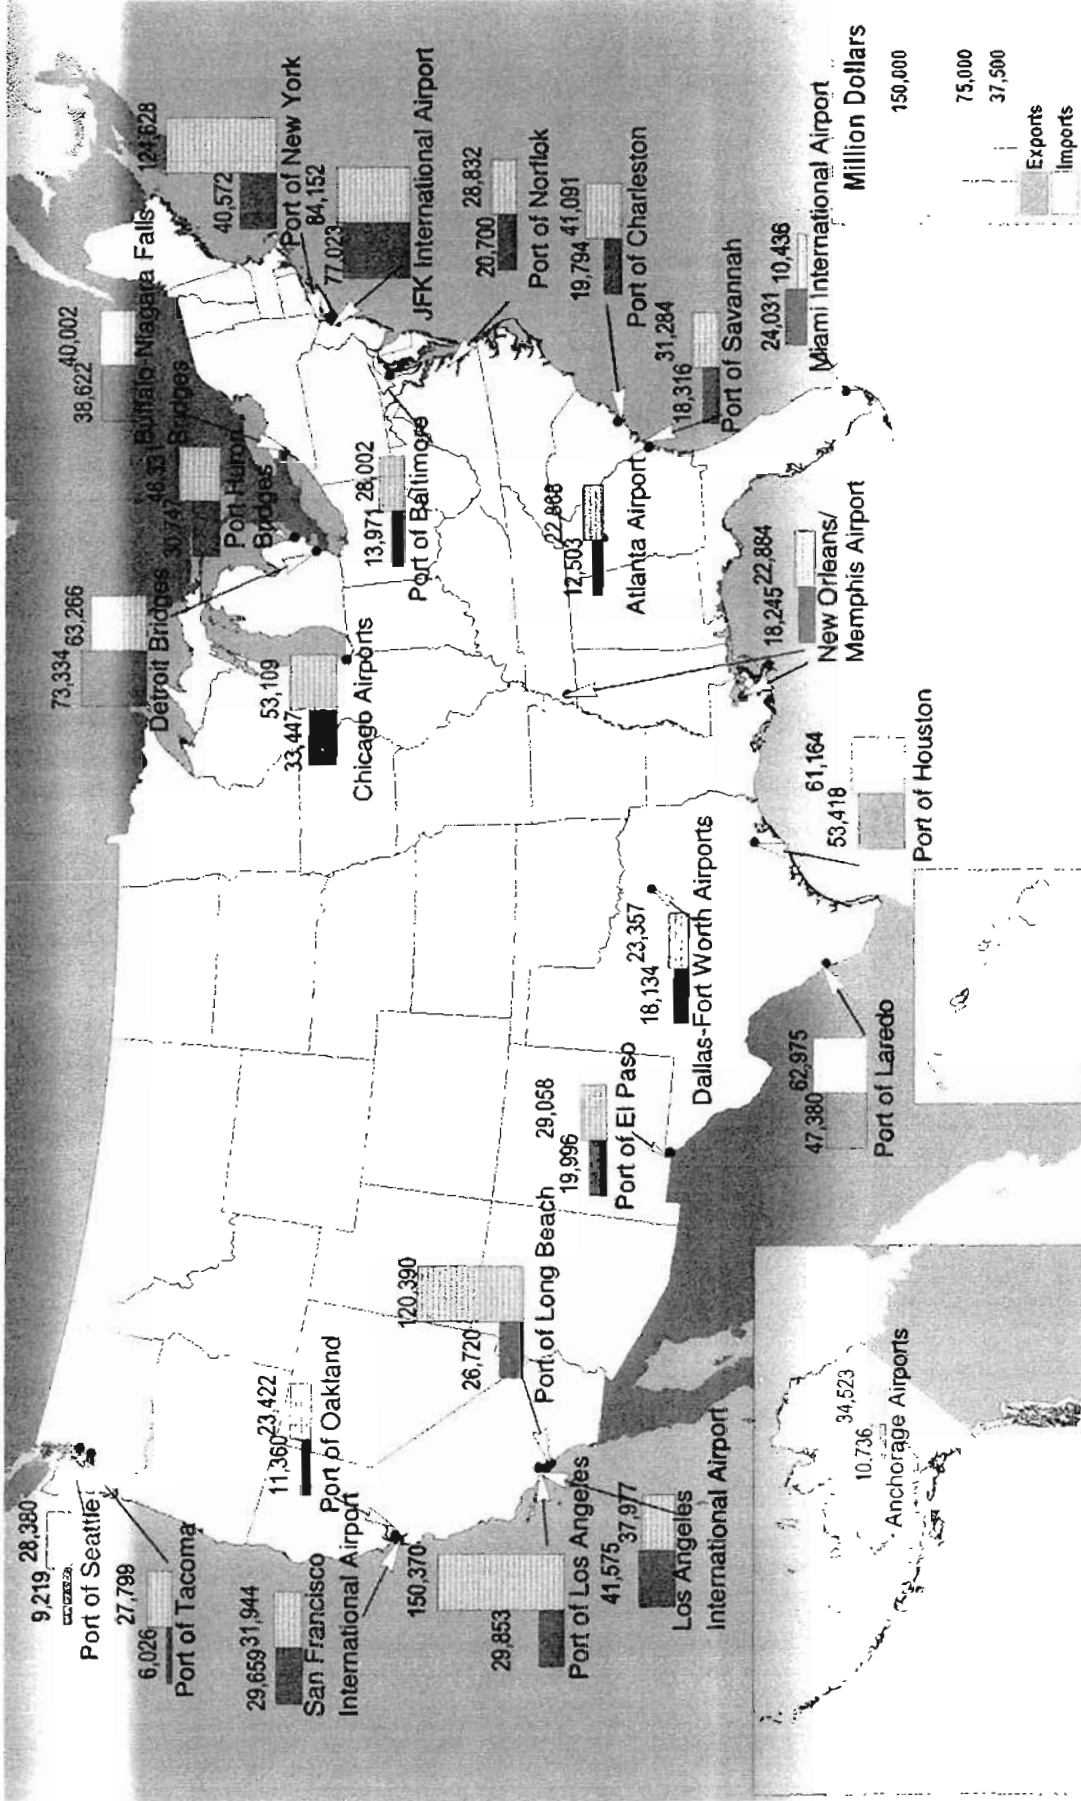 9,219 28,380
Port of Seattle
27,799
6,026
Port of Tacoma
29,659 31,944
San Francisco
International Airport
11,360 23,422
Port of Oakland
150,370
29,853
Port of Los Angeles
41,575 37,977
Los Angeles
International Airport
120,390
26,720
Port of Long Beach
29,058
19,996
Port of El Paso
23,357
18,134
Dallas-Fort Worth Airports
47,380 62,975
Port of Laredo
61,164
53,418
Port of Houston
10,736 34,523
Anchorage Airports
73,334 63,266
Detroit Bridges
53,109
33,447
Chicago Airports
30,747 46,33
Port Huron
Bridges
38,622 40,002
Buffalo-Niagara Falls
Bridges
13,971 28,002
Port of Baltimore
22,868
12,503
Atlanta Airport
18,245 22,884
New Orleans/
Memphis Airport
124,628
40,572
Port of New York
84,152
77,023
JFK International Airport
28,832
20,700
Port of Norflok
19,794 41,091
Port of Charleston
31,284
18,316
Port of Savannah
24,031 10,436
Miami International Airport
Million Dollars
150,000
75,000
37,500
Exports
Imports